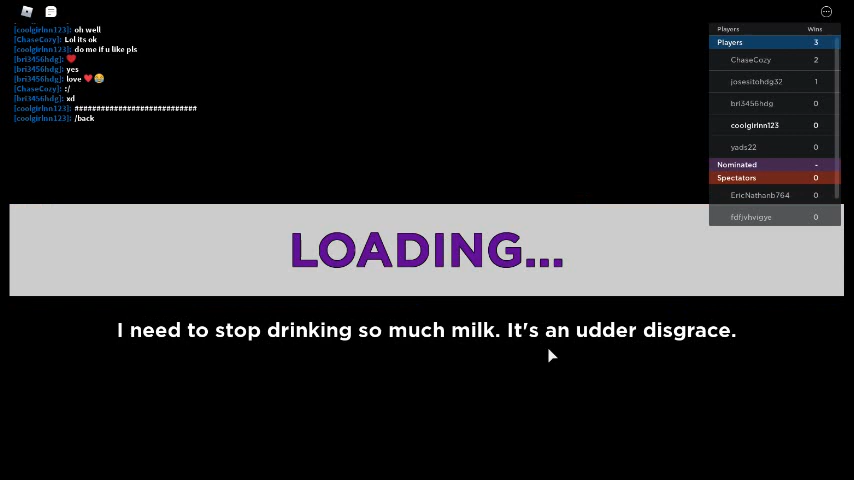 [coolgirlnn123]: oh well
[ChaseCozy]: Lol its ok
[coolgirlnn123]: do me if u like pls
[bri3456hdg]: ❤️
[bri3456hdg]: yes
[bri3456hdg]: love ❤️😂
[ChaseCozy]: :/
[bri3456hdg]: xd
[coolgirlnn123]: ############################
[coolgirlnn123]: /back
Players Wins
Players 3
ChaseCozy 2
josesitohdg32 1
bri3456hdg 0
coolgirlnn123 0
yads22 0
Nominated -
Spectators 0
EricNathanb764 0
fdfjvhvigye 0
LOADING...
I need to stop drinking so much milk. It's an udder disgrace.